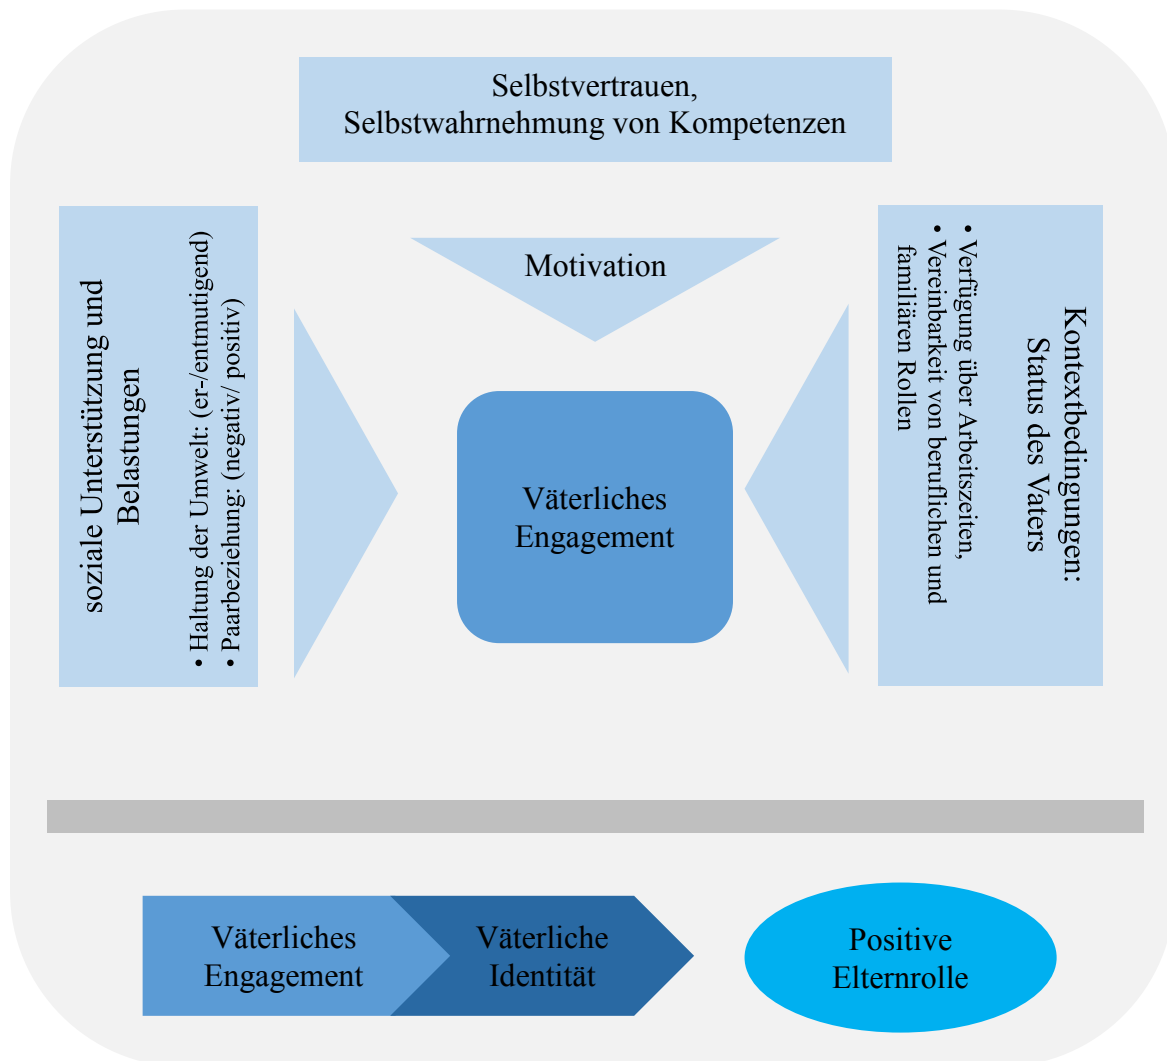 Selbstvertrauen,
Selbstwahrnehmung von Kompetenzen
soziale Unterstützung und
Belastungen
• Haltung der Umwelt: (er-/entmutigend)
• Paarbeziehung: (negativ/ positiv)
Motivation
Väterliches
Engagement
Kontextbedingungen:
Status des Vaters
• Verfügung über Arbeitszeiten,
• Vereinbarkeit von beruflichen und
familiären Rollen
Väterliches
Engagement
Väterliche
Identität
Positive
Elternrolle